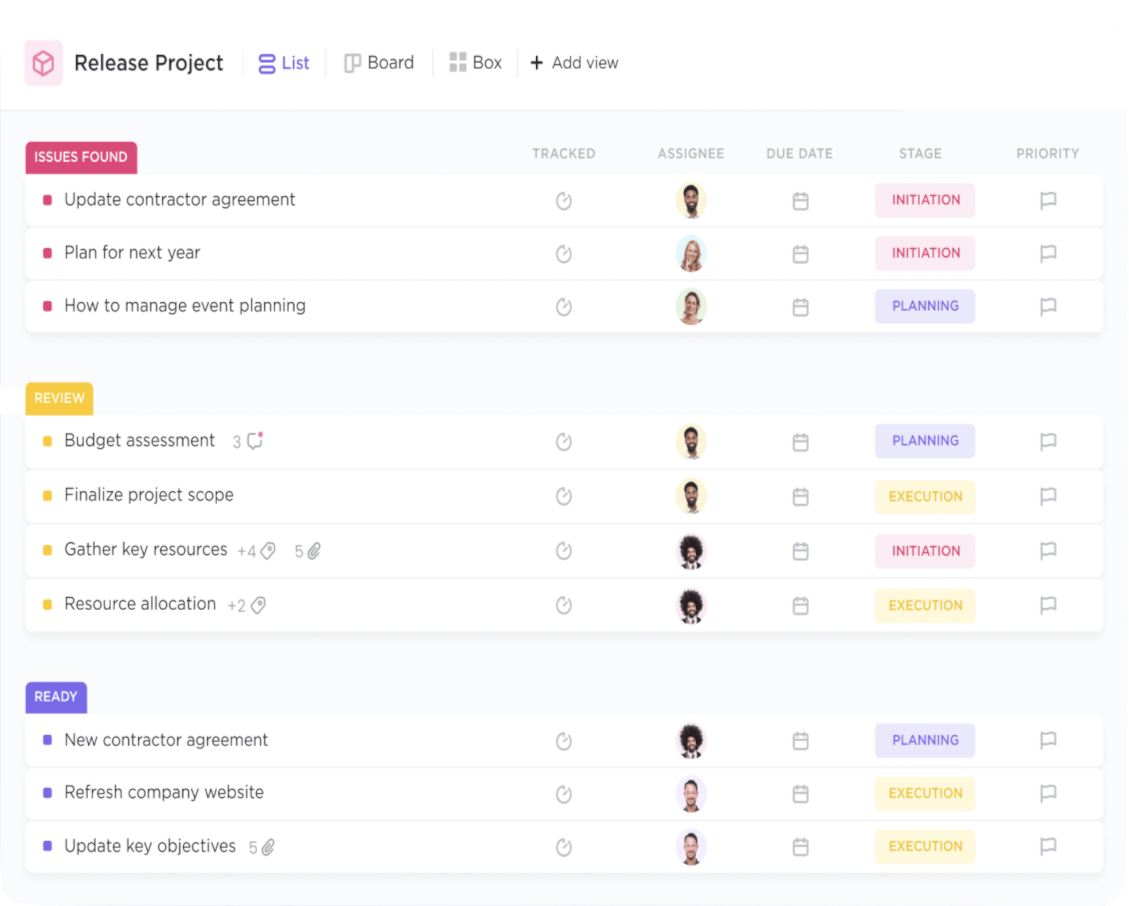 Release Project List Board Box + Add view
ISSUES FOUND TRACKED ASSIGNEE DUE DATE STAGE PRIORITY
Update contractor agreement INITIATION
Plan for next year INITIATION
How to manage event planning PLANNING
REVIEW
Budget assessment 3 PLANNING
Finalize project scope EXECUTION
Gather key resources +4 5 INITIATION
Resource allocation +2 EXECUTION
READY
New contractor agreement PLANNING
Refresh company website EXECUTION
Update key objectives 5 EXECUTION